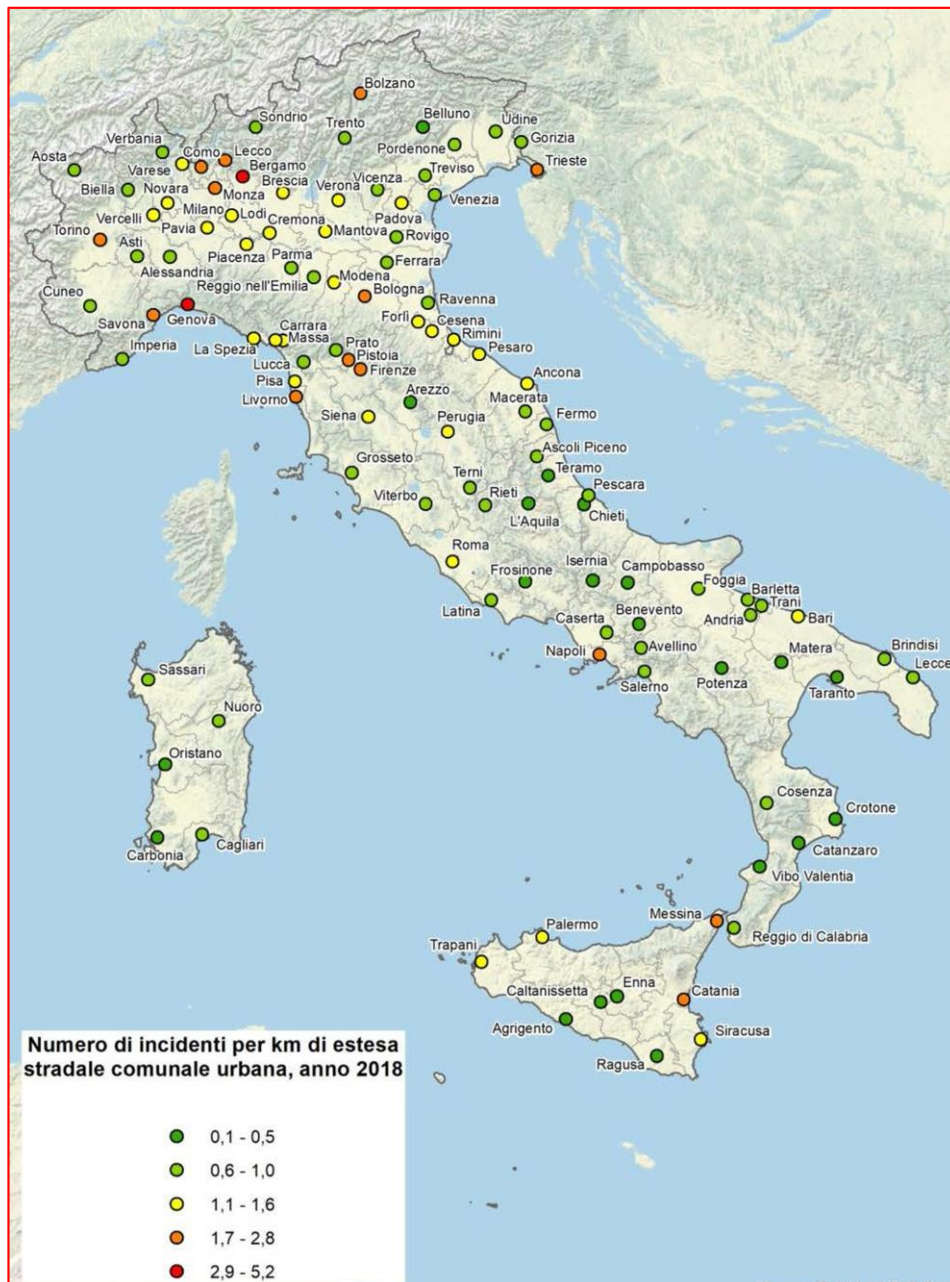 Bolzano
Sondrio
Belluno
Udine
Trento
Gorizia
Verbania
Pordenone
Como
Lecco
Trieste
Aosta
Varese
Bergamo
Treviso
Brescia
Verona
Vicenza
Biella
Novara
Monza
Venezia
Milano
Lodi
Vercelli
Cremona
Padova
Torino
Pavia
Mantova
Rovigo
Asti
Piacenza
Parma
Ferrara
Alessandria
Modena
Reggio nell'Emilia
Bologna
Cuneo
Ravenna
Savona
Genova
Forlì
Cesena
Carrara
Massa
Rimini
Imperia
La Spezia
Prato
Pistoia
Pesaro
Lucca
Firenze
Pisa
Ancona
Arezzo
Livorno
Macerata
Siena
Perugia
Fermo
Ascoli Piceno
Grosseto
Terni
Teramo
Rieti
Pescara
Viterbo
L'Aquila
Chieti
Roma
Isernia
Frosinone
Campobasso
Foggia
Barletta
Trani
Latina
Benevento
Caserta
Andria
Bari
Napoli
Avellino
Matera
Brindisi
Lecce
Salerno
Potenza
Taranto
Sassari
Nuoro
Oristano
Cosenza
Crotone
Carbonia
Cagliari
Catanzaro
Vibo Valentia
Messina
Palermo
Reggio di Calabria
Trapani
Enna
Caltanissetta
Catania
Agrigento
Siracusa
Ragusa
Numero di incidenti per km di estesa
stradale comunale urbana, anno 2018
0,1 - 0,5
0,6 - 1,0
1,1 - 1,6
1,7 - 2,8
2,9 - 5,2